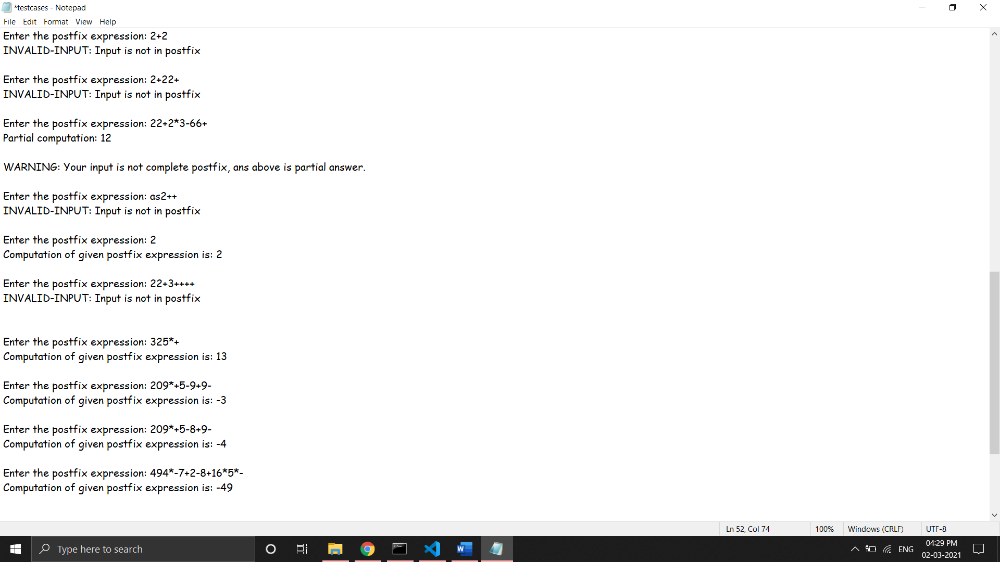 *testcases - Notepad
File Edit Format View Help
Enter the postfix expression: 2+2
INVALID-INPUT: Input is not in postfix
Enter the postfix expression: 2+22+
INVALID-INPUT: Input is not in postfix
Enter the postfix expression: 22+2*3-66+
Partial computation: 12
WARNING: Your input is not complete postfix, ans above is partial answer.
Enter the postfix expression: as2++
INVALID-INPUT: Input is not in postfix
Enter the postfix expression: 2
Computation of given postfix expression is: 2
Enter the postfix expression: 22+3++++
INVALID-INPUT: Input is not in postfix
Enter the postfix expression: 325*+
Computation of given postfix expression is: 13
Enter the postfix expression: 209*+5-9+9-
Computation of given postfix expression is: -3
Enter the postfix expression: 209*+5-8+9-
Computation of given postfix expression is: -4
Enter the postfix expression: 494*-7+2-8+16*5*-
Computation of given postfix expression is: -49
Ln 52, Col 74 100% Windows (CRLF) UTF-8
Type here to search
W
ENG
04:29 PM
02-03-2021